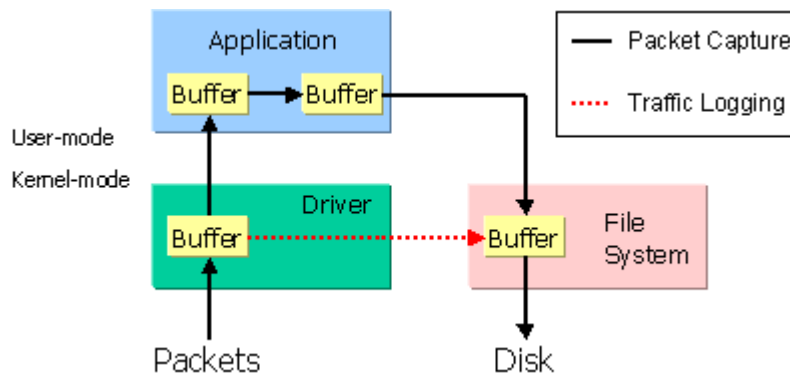 Application
Buffer
Buffer
Packet Capture
Traffic Logging
User-mode
Kernel-mode
Driver
Buffer
Buffer
File
System
Packets
Disk